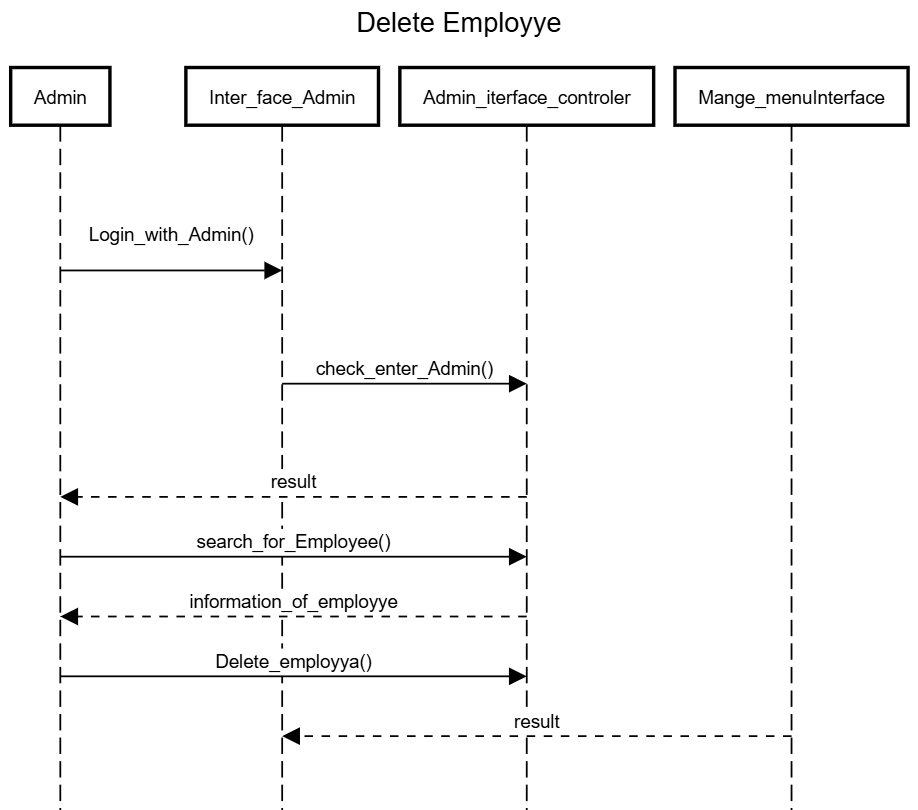 Delete Employye
Admin
Inter_face_Admin
Admin_iterface_controler
Mange_menuInterface
Login_with_Admin()
check_enter_Admin()
result
search_for_Employee()
information_of_employye
Delete_employya()
result